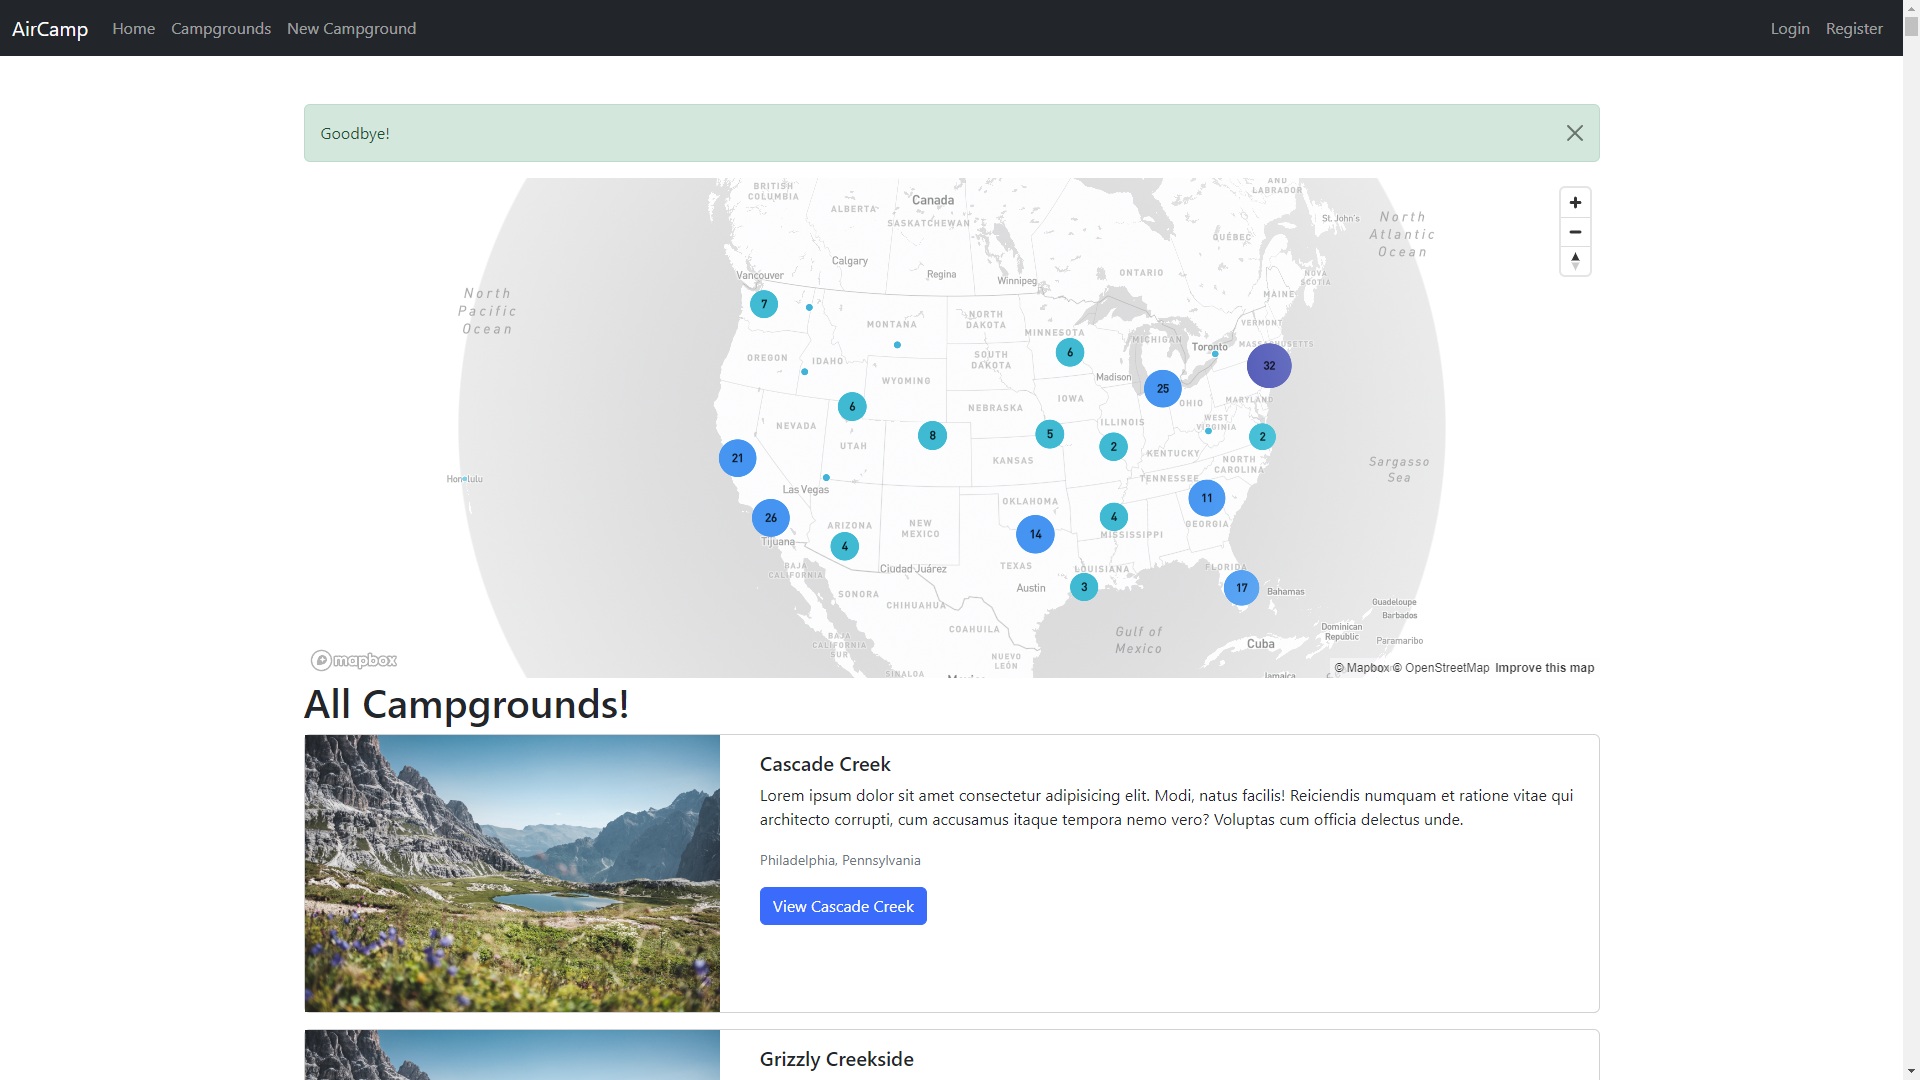 AirCamp Home Campgrounds New Campground Login Register
Goodbye!
BRITISH COLUMBIA
ALBERTA
Canada
SASKATCHEWAN
AND LABRADOR
St. John's
North Atlantic Ocean
QUÉBEC
Calgary
Vancouver
Regina
Winnipeg
ONTARIO
NOVA SCOTIA
MAINE
North Pacific Ocean
7
MONTANA
NORTH DAKOTA
MINNESOTA
VERMONT
MICHIGAN
Toronto
MASSACHUSETTS
OREGON
IDAHO
SOUTH DAKOTA
6
32
WYOMING
Madison
25
OHIO
MARYLAND
IOWA
NEBRASKA
6
NEVADA
UTAH
8
5
ILLINOIS
2
WEST VIRGINIA
2
KANSAS
KENTUCKY
NORTH CAROLINA
21
Sargasso Sea
Honolulu
Las Vegas
TENNESSEE
OKLAHOMA
11
26
ARIZONA
NEW MEXICO
14
4
MISSISSIPPI
GEORGIA
Tijuana
4
BAJA CALIFORNIA
Ciudad Juárez
TEXAS
LOUISIANA
FLORIDA
Austin
3
17
Bahamas
SONORA
CHIHUAHUA
Guadeloupe
Barbados
COAHUILA
Gulf of Mexico
Dominican Republic
Cuba
Paramaribo
BAJA CALIFORNIA SUR
NUEVO LEÓN
SINALOA
Mexico
Jamaica
mapbox
© Mapbox © OpenStreetMap Improve this map
All Campgrounds!
Cascade Creek
Lorem ipsum dolor sit amet consectetur adipisicing elit. Modi, natus facilis! Reiciendis numquam et ratione vitae qui
architecto corrupti, cum accusamus itaque tempora nemo vero? Voluptas cum officia delectus unde.
Philadelphia, Pennsylvania
View Cascade Creek
Grizzly Creekside